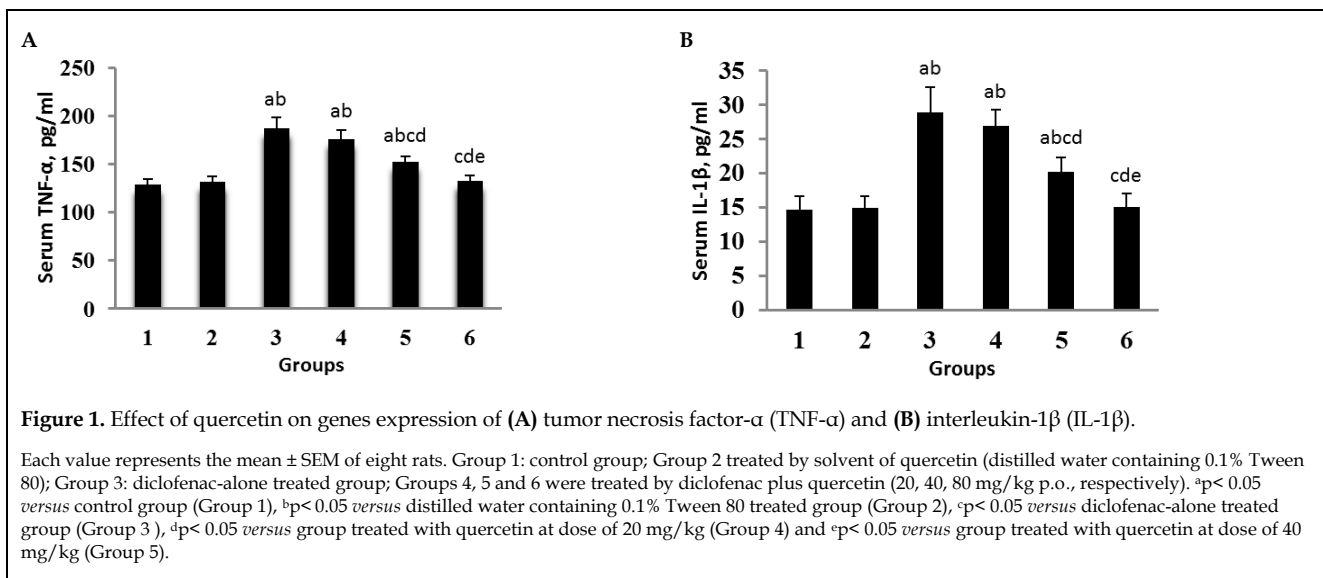 A
250
200
150
100
50
0
Serum TNF-α, pg/ml
ab
ab
abcd
cde
1 2 3 4 5 6
Groups
B
35
30
25
20
15
10
5
0
Serum IL-1β, pg/ml
ab
ab
abcd
cde
1 2 3 4 5 6
Groups
Figure 1. Effect of quercetin on genes expression of (A) tumor necrosis factor-α (TNF-α) and (B) interleukin-1β (IL-1β).
Each value represents the mean ± SEM of eight rats. Group 1: control group; Group 2 treated by solvent of quercetin (distilled water containing 0.1% Tween
80); Group 3: diclofenac-alone treated group; Groups 4, 5 and 6 were treated by diclofenac plus quercetin (20, 40, 80 mg/kg p.o., respectively). ᵃp< 0.05
versus control group (Group 1), ᵇp< 0.05 versus distilled water containing 0.1% Tween 80 treated group (Group 2), ᶜp< 0.05 versus diclofenac-alone treated
group (Group 3 ), ᵈp< 0.05 versus group treated with quercetin at dose of 20 mg/kg (Group 4) and ᵉp< 0.05 versus group treated with quercetin at dose of 40
mg/kg (Group 5).